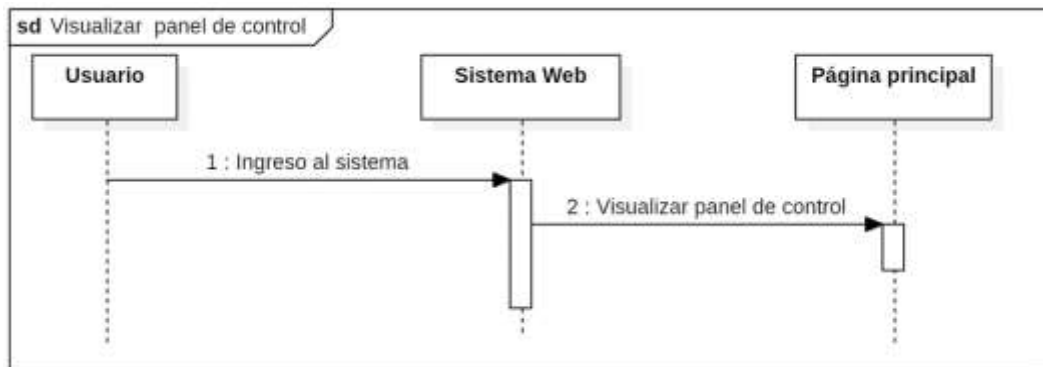 sd Visualizar panel de control
Usuario
Sistema Web
Página principal
1 : Ingreso al sistema
2 : Visualizar panel de control